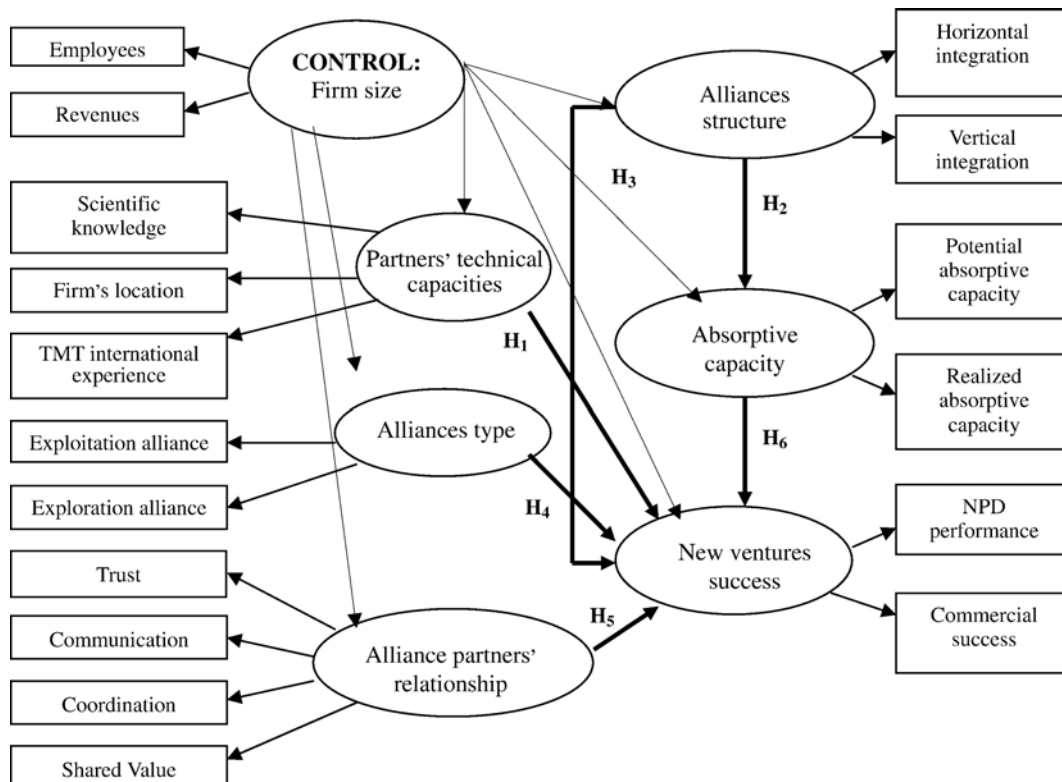 Employees
Revenues
CONTROL:
Firm size
Scientific
knowledge
Firm's location
TMT international
experience
Partners' technical
capacities
Exploitation alliance
Exploration alliance
Alliances type
Trust
Communication
Coordination
Shared Value
Alliance partners'
relationship
Alliances
structure
Horizontal
integration
Vertical
integration
H3
H2
H1
Absorptive
capacity
Potential
absorptive
capacity
Realized
absorptive
capacity
H6
H4
H5
New ventures
success
NPD
performance
Commercial
success